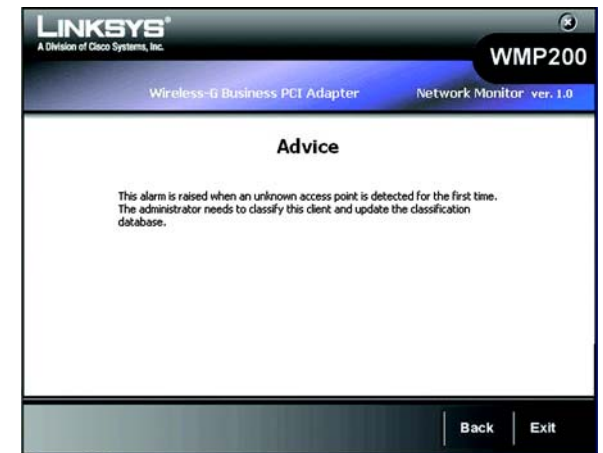 LINKSYS®
A Division of Cisco Systems, Inc.
WMP200
Wireless-G Business PCI Adapter
Network Monitor ver. 1.0
Advice
This alarm is raised when an unknown access point is detected for the first time.
The administrator needs to classify this client and update the classification
database.
Back
Exit